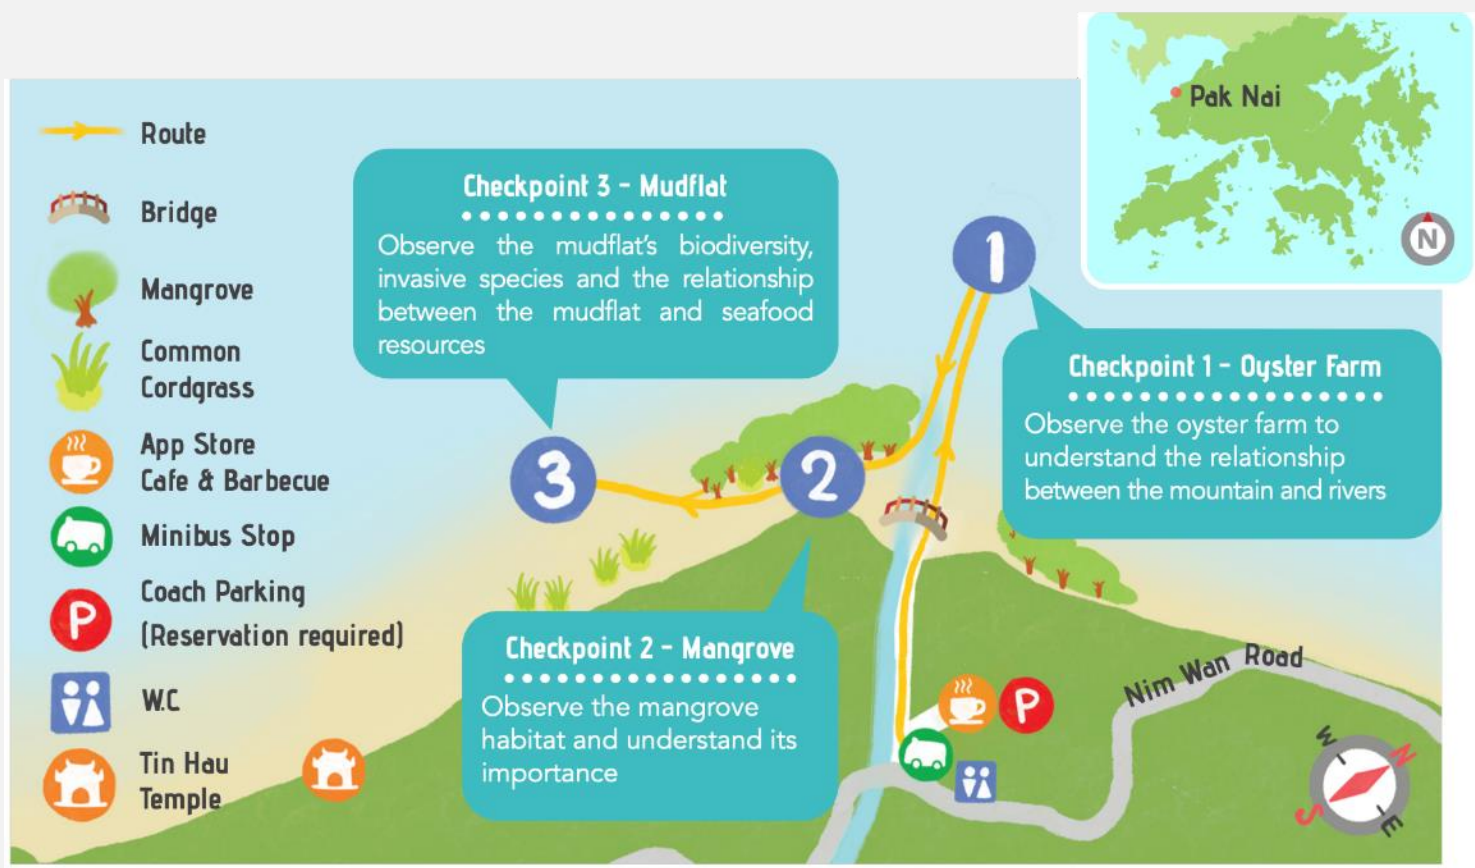 Pak Nai
N
Route
Bridge
Mangrove
Common
Cordgrass
App Store
Cafe & Barbecue
Minibus Stop
P
Coach Parking
(Reservation required)
W.C
Tin Hau
Temple
Checkpoint 3 - Mudflat
Observe the mudflat's biodiversity,
invasive species and the relationship
between the mudflat and seafood
resources
1
Checkpoint 1 - Oyster Farm
Observe the oyster farm to
understand the relationship
between the mountain and rivers
3
2
Checkpoint 2 - Mangrove
Observe the mangrove
habitat and understand its
importance
Nim Wan Road
P
W
N
S
E